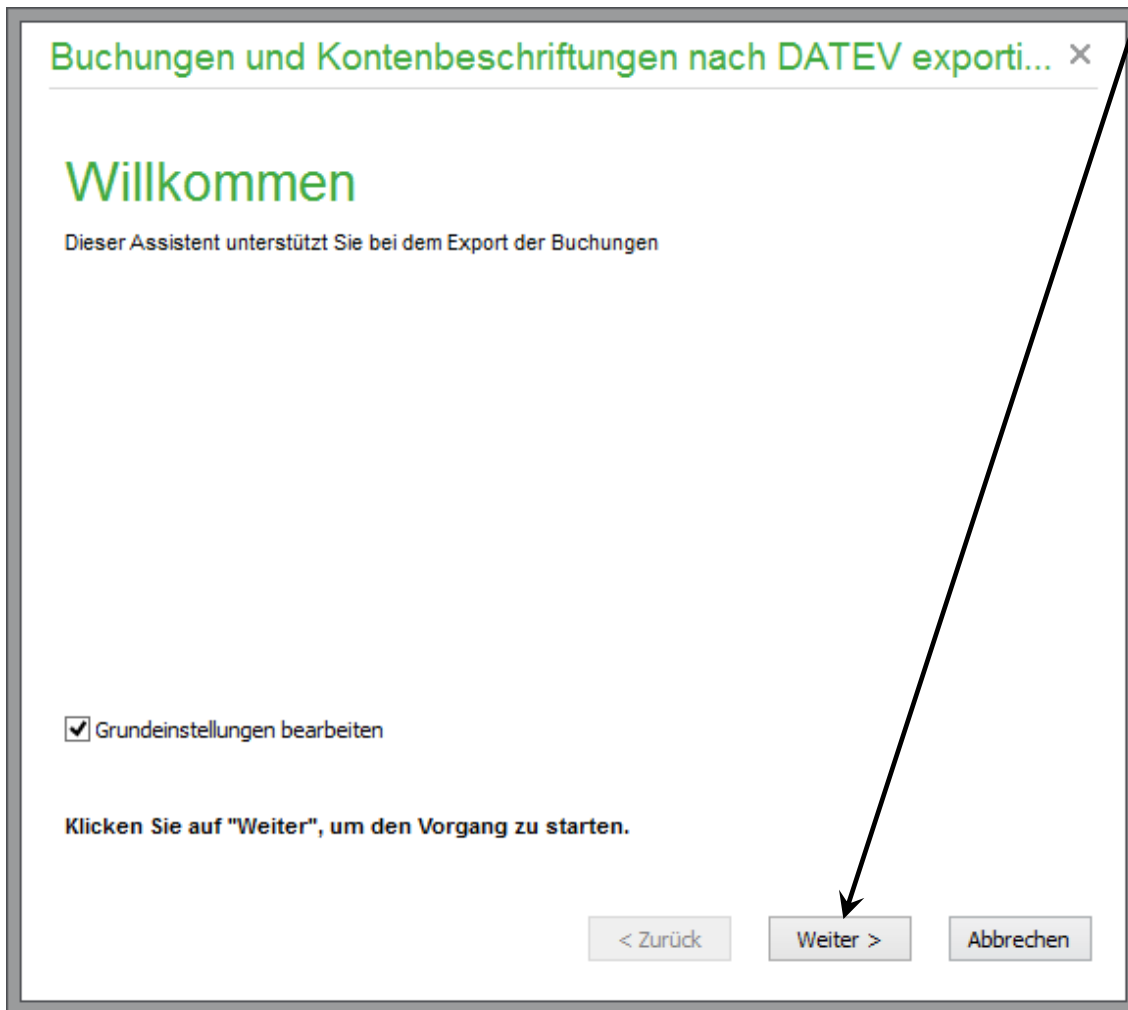 Buchungen und Kontenbeschriftungen nach DATEV exporti... ×
Willkommen
Dieser Assistent unterstützt Sie bei dem Export der Buchungen
Grundeinstellungen bearbeiten
Klicken Sie auf "Weiter", um den Vorgang zu starten.
< Zurück Weiter > Abbrechen